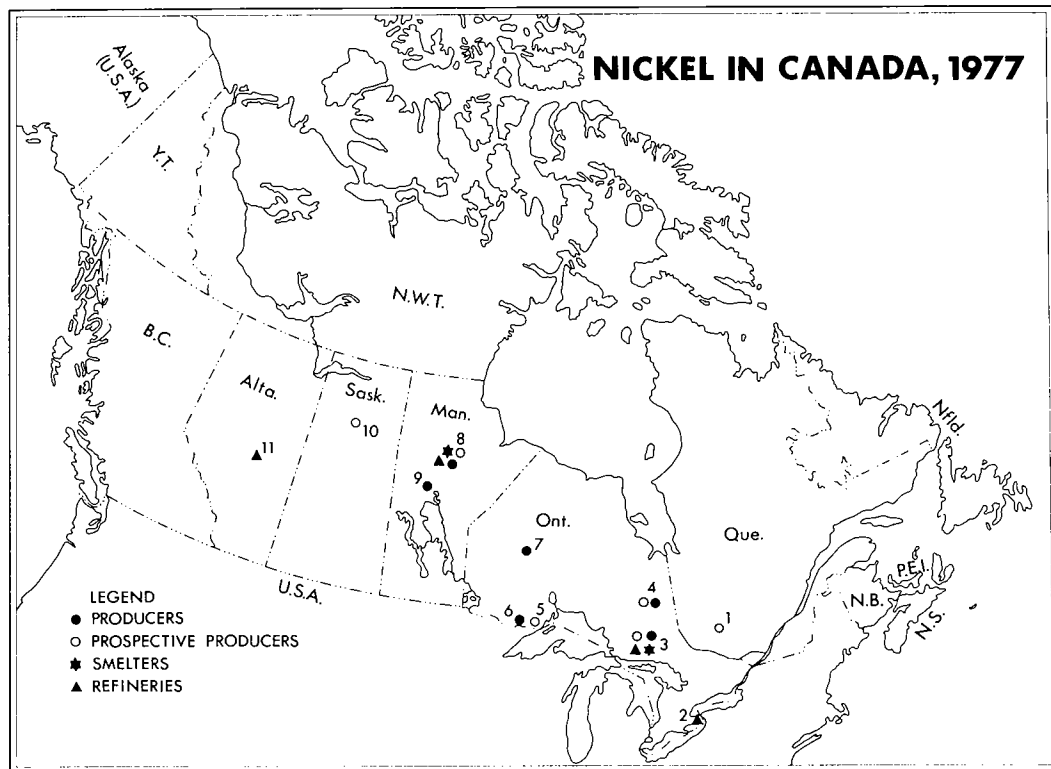 NICKEL IN CANADA, 1977
Alaska
(U.S.A.)
Y.T.
N.W.T.
B.C.
Alta.
Sask.
Man.
Nfld.
10
8
11
9
Ont.
7
Que.
P.E.I.
N.B.
N.S.
U.S.A.
4
6
5
1
3
2
LEGEND
PRODUCERS
PROSPECTIVE PRODUCERS
SMELTERS
REFINERIES